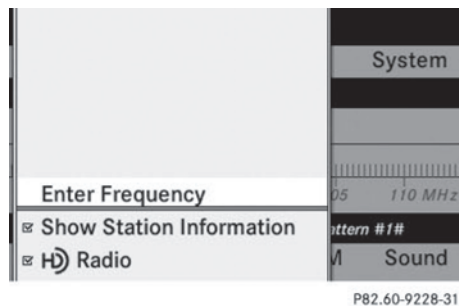 System
Enter Frequency
05 110 MHz
Show Station Information
ttern #1#
HD Radio
M Sound
P82.60-9228-31